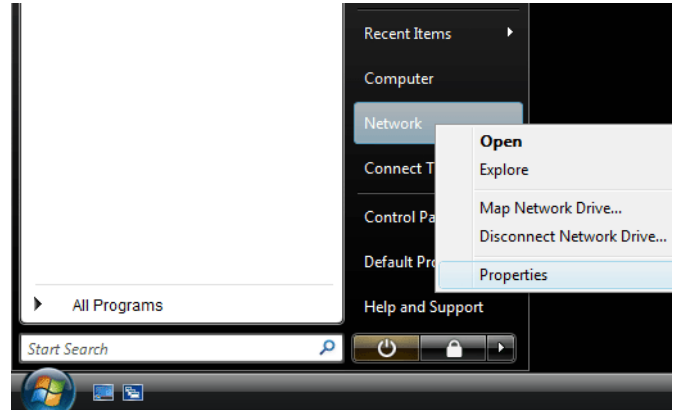 Recent Items
Computer
Network
Connect T
Control Pa
Default Pro
Help and Support
Open
Explore
Map Network Drive...
Disconnect Network Drive...
Properties
All Programs
Start Search